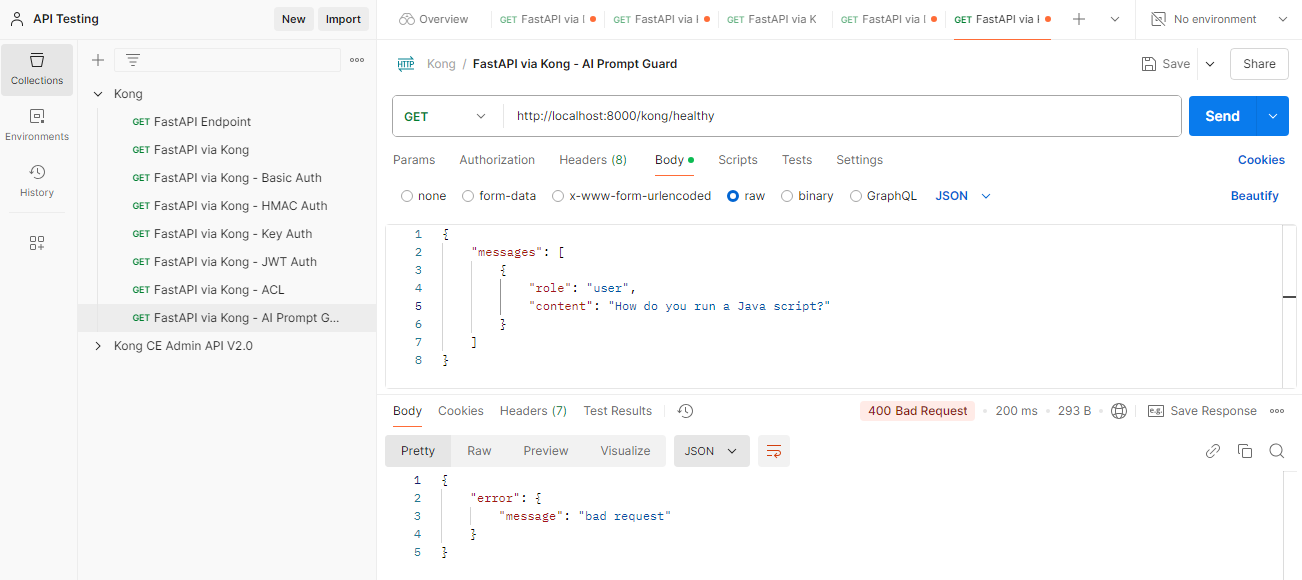 API Testing
New
Import
Overview
GET FastAPI via I
GET FastAPI via I
GET FastAPI via K
GET FastAPI via I
GET FastAPI via I
No environment
Collections
Environments
History
Kong
GET FastAPI Endpoint
GET FastAPI via Kong
GET FastAPI via Kong - Basic Auth
GET FastAPI via Kong - HMAC Auth
GET FastAPI via Kong - Key Auth
GET FastAPI via Kong - JWT Auth
GET FastAPI via Kong - ACL
GET FastAPI via Kong - AI Prompt G...
Kong CE Admin API V2.0
HTTP Kong / FastAPI via Kong - AI Prompt Guard
Save
Share
GET
http://localhost:8000/kong/healthy
Send
Params Authorization Headers (8) Body Scripts Tests Settings Cookies
none form-data x-www-form-urlencoded raw binary GraphQL JSON Beautify
1 {
2 "messages": [
3 {
4 "role": "user",
5 "content": "How do you run a Java script?"
6 }
7 ]
8 }
Body Cookies Headers (7) Test Results 400 Bad Request 200 ms 293 B e.g. Save Response
Pretty Raw Preview Visualize JSON
1 {
2 "error": {
3 "message": "bad request"
4 }
5 }